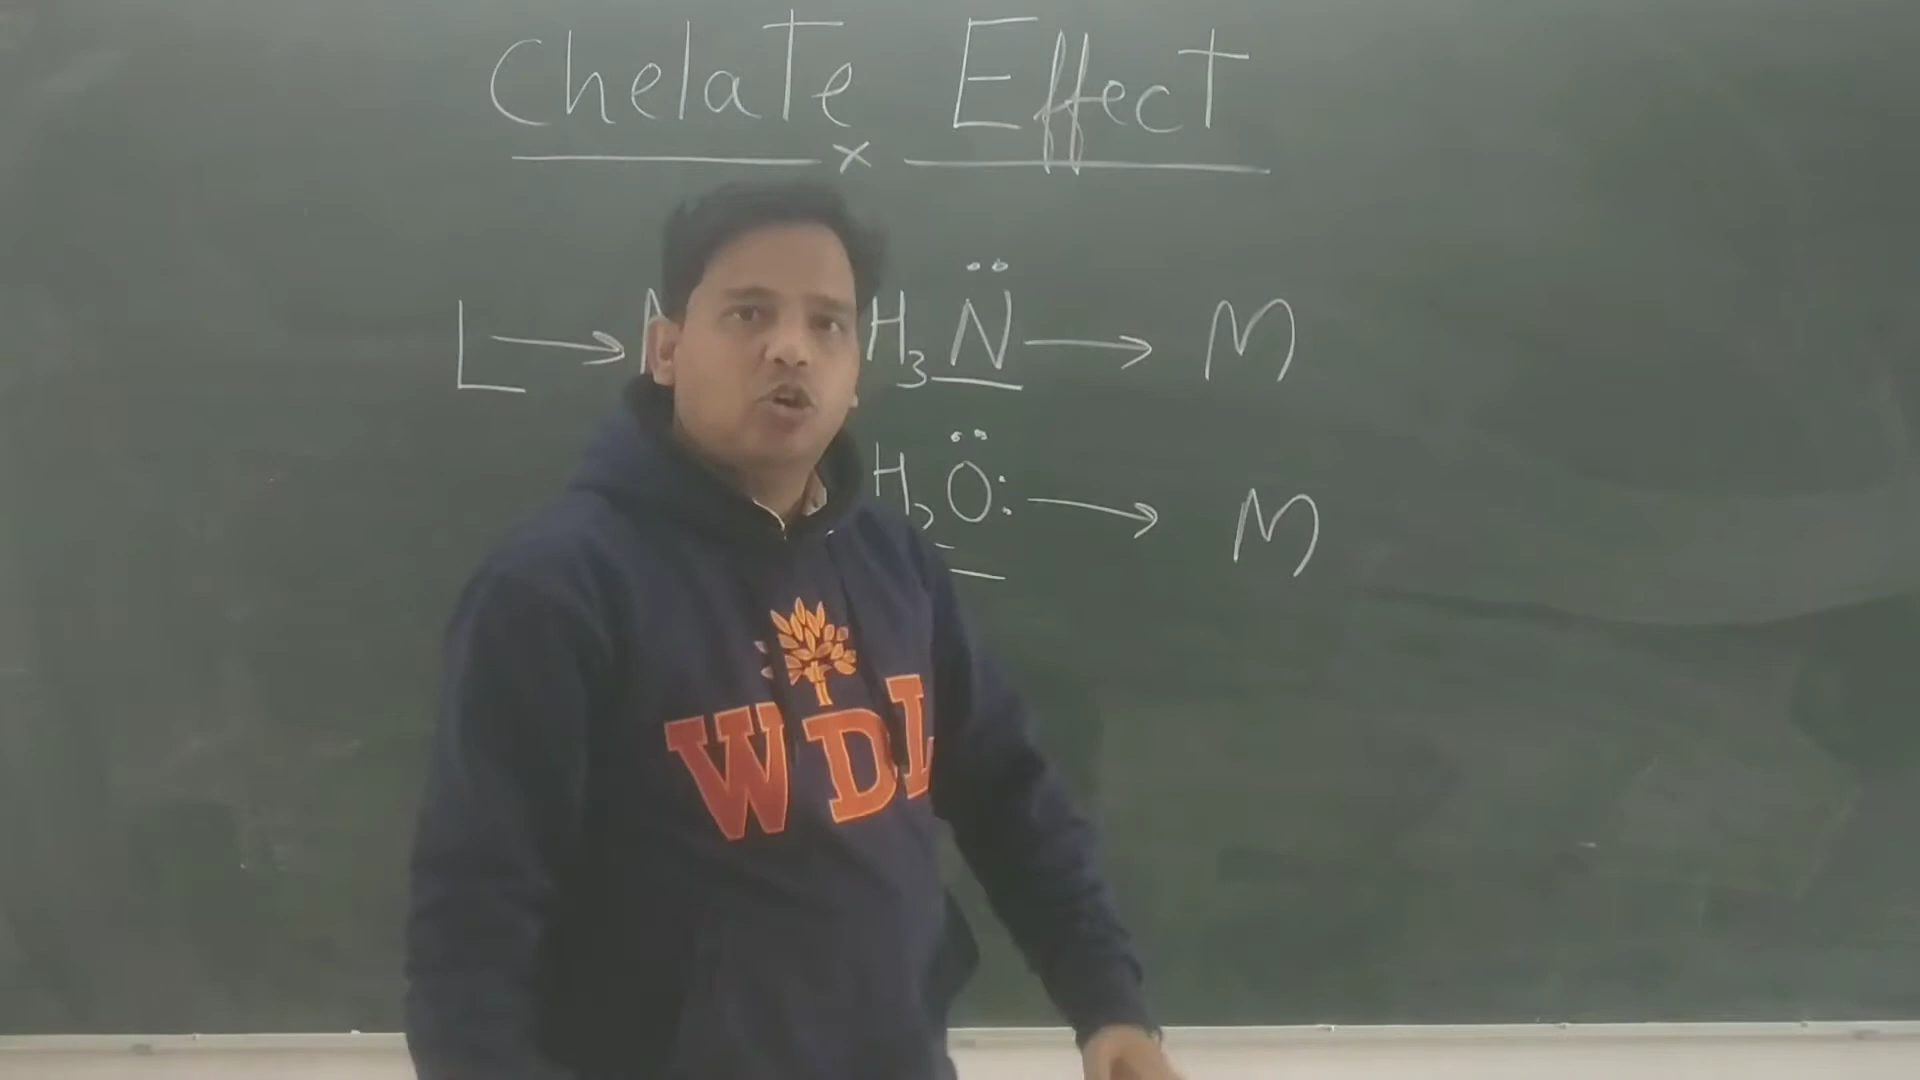 Chelate Effect
x
L → H₃N̈ → M
H₂Ö: → M
WDL